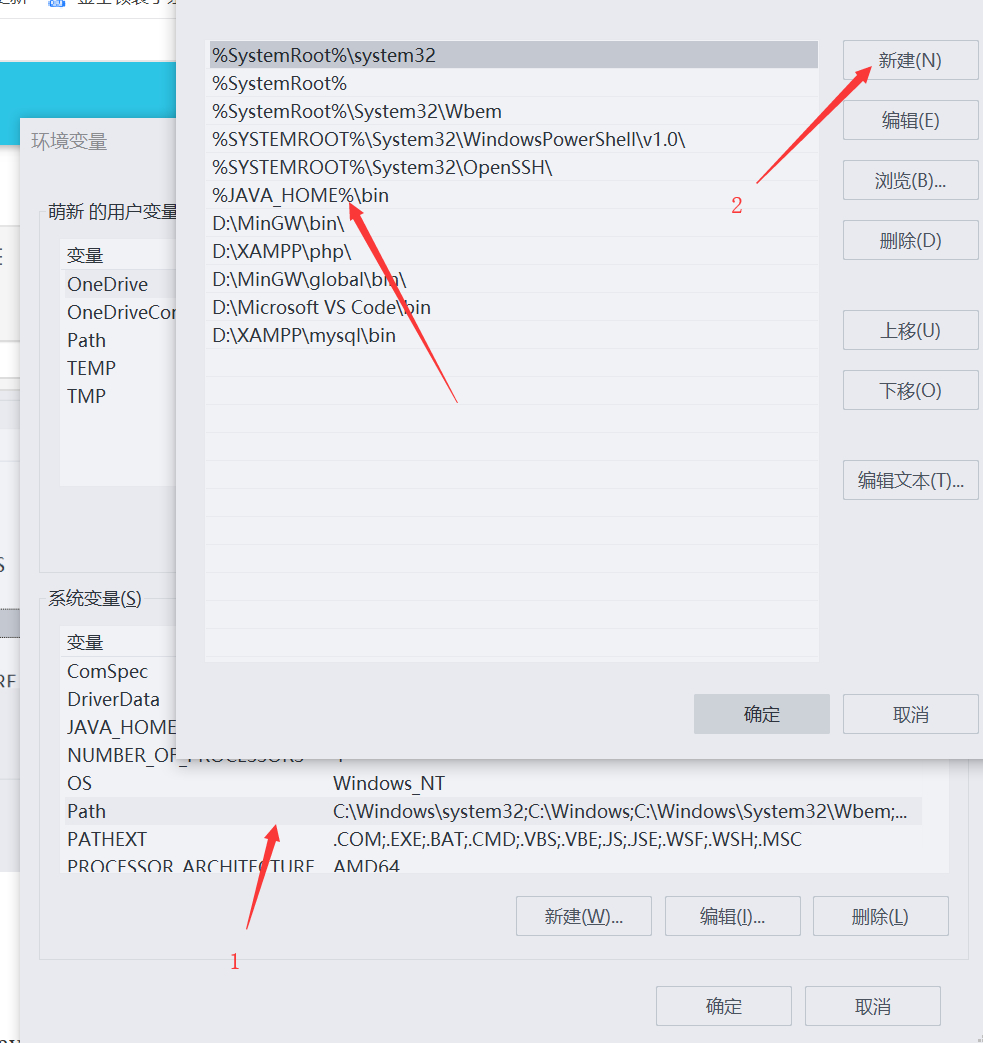 %SystemRoot%\system32
%SystemRoot%
%SystemRoot%\System32\Wbem
%SYSTEMROOT%\System32\WindowsPowerShell\v1.0\
%SYSTEMROOT%\System32\OpenSSH\
%JAVA_HOME%\bin
D:\MinGW\bin\
D:\XAMPP\php\
D:\MinGW\global\bin\
D:\Microsoft VS Code\bin
D:\XAMPP\mysql\bin
新建(N)
编辑(E)
浏览(B)...
删除(D)
上移(U)
下移(O)
编辑文本(T)...
确定
取消
2
环境变量
萌新 的用户变量
变量
OneDrive
OneDriveCor
Path
TEMP
TMP
系统变量(S)
变量
ComSpec
DriverData
JAVA_HOME
NUMBER_OF_PROCESSORS
OS Windows_NT
Path C:\Windows\system32;C:\Windows;C:\Windows\System32\Wbem;...
PATHEXT .COM;.EXE;.BAT;.CMD;.VBS;.VBE;.JS;.JSE;.WSF;.WSH;.MSC
PROCESSOR_ARCHITECTURE AMD64
1
新建(W)...
编辑(I)...
删除(L)
确定
取消